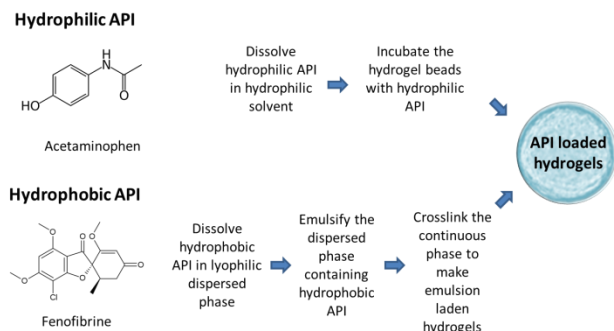 Hydrophilic API
H
N
O
HO
Acetaminophen
Dissolve
hydrophilic API
in hydrophilic
solvent
Incubate the
hydrogel beads
with hydrophilic
API
API loaded
hydrogels
Hydrophobic API
O
O
O
O
O
O
Cl
Fenofibrine
Dissolve
hydrophobic
API in lyophilic
dispersed
phase
Emulsify the
dispersed
phase
containing
hydrophobic API
Crosslink the
continuous
phase to
make
emulsion
laden
hydrogels